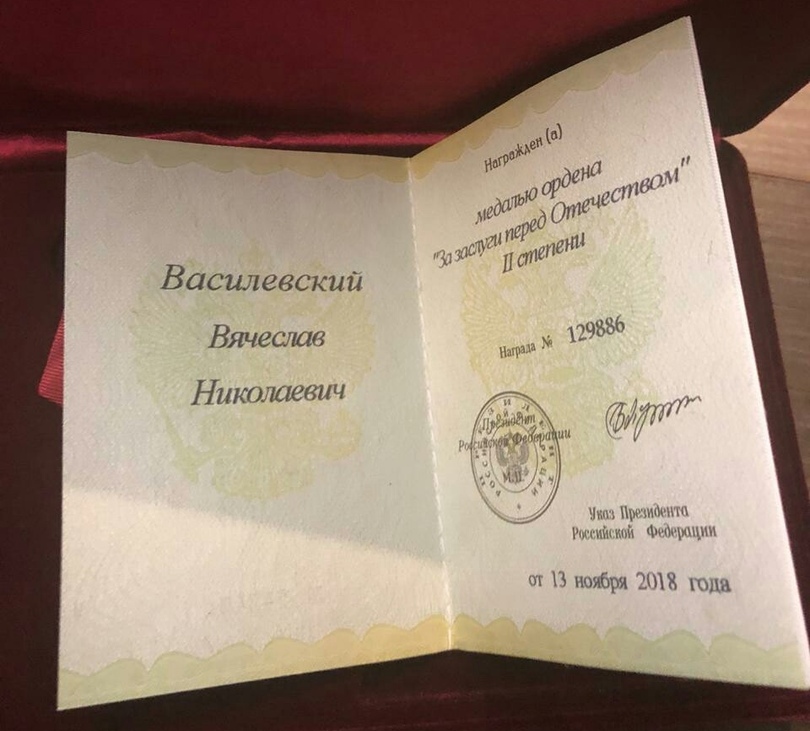 Василевский
Вячеслав
Николаевич
Награжден (а)
медалью ордена
"За заслуги перед Отечеством"
II степени
Награда № 129886
Президент
Российской Федерации
М.П.
Указ Президента
Российской Федерации
от 13 ноября 2018 года